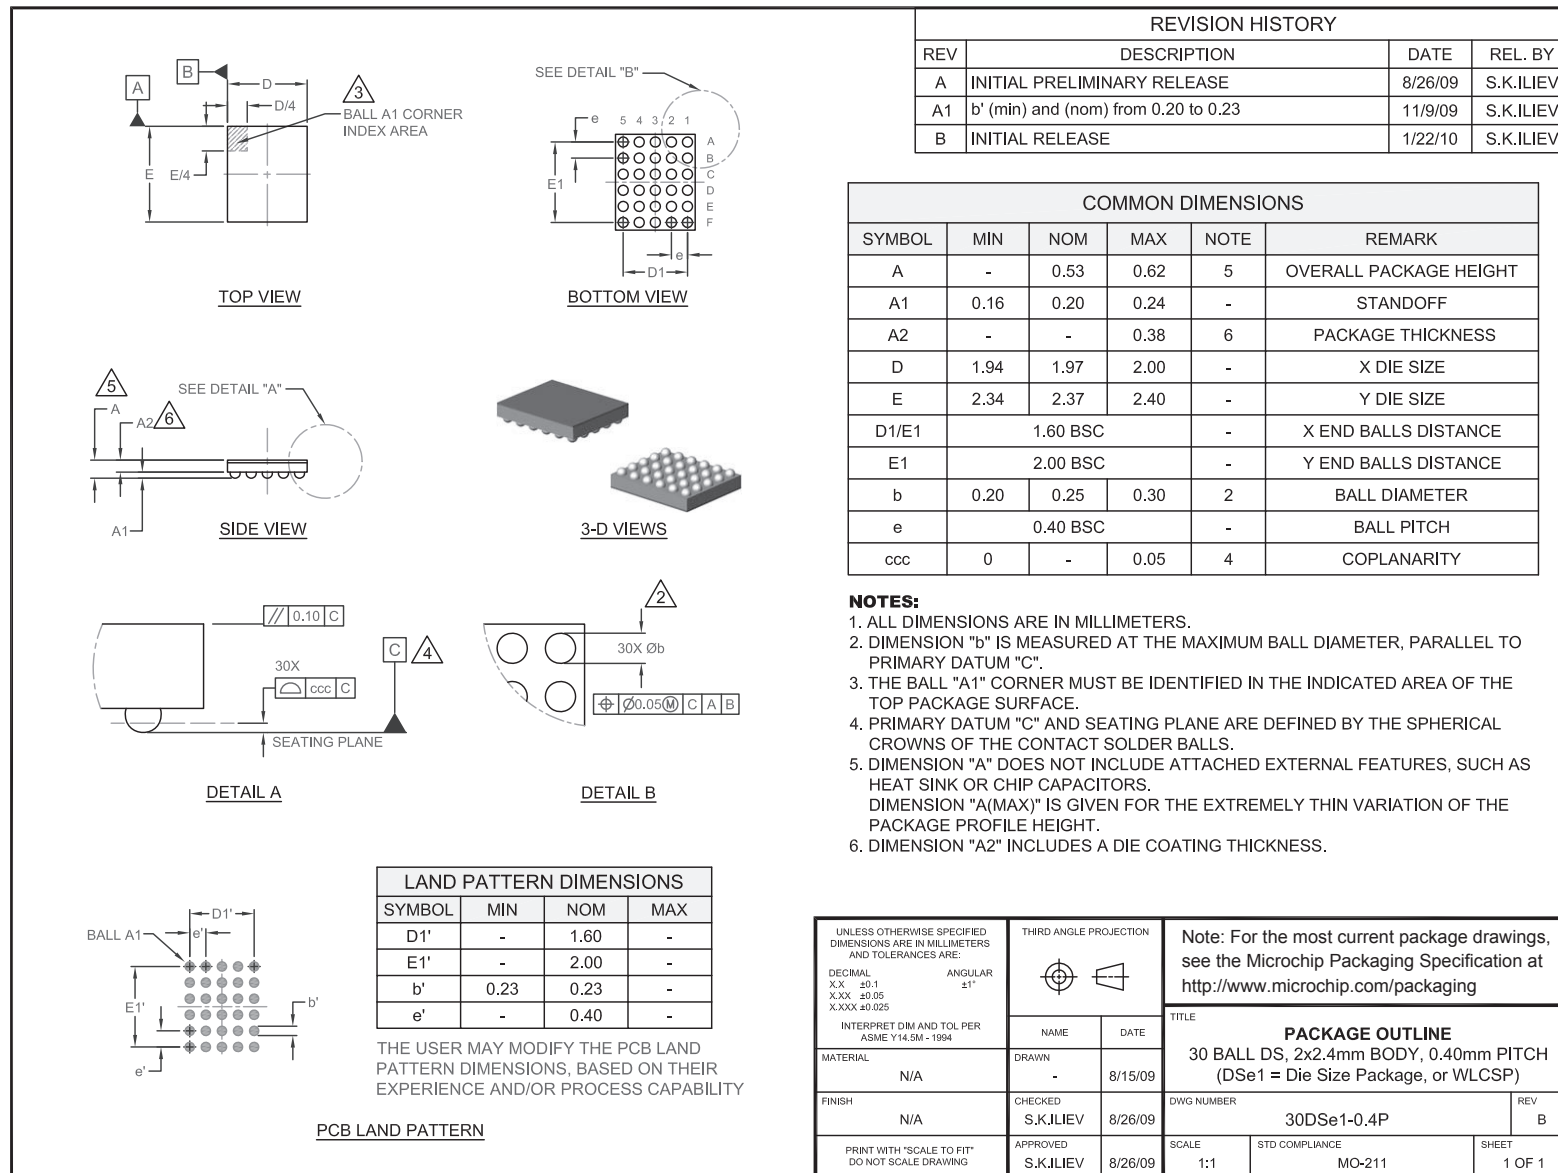 REVISION HISTORY
REV DESCRIPTION DATE REL. BY
A INITIAL PRELIMINARY RELEASE 8/26/09 S.K.ILIEV
A1 b' (min) and (nom) from 0.20 to 0.23 11/9/09 S.K.ILIEV
B INITIAL RELEASE 1/22/10 S.K.ILIEV
A
B
D
D/4
3
BALL A1 CORNER
INDEX AREA
E
E/4
TOP VIEW
SEE DETAIL "B"
e
5 4 3 2 1
A
B
C
D
E
F
E1
e
D1
BOTTOM VIEW
COMMON DIMENSIONS
SYMBOL MIN NOM MAX NOTE REMARK
A - 0.53 0.62 5 OVERALL PACKAGE HEIGHT
A1 0.16 0.20 0.24 - STANDOFF
A2 - - 0.38 6 PACKAGE THICKNESS
D 1.94 1.97 2.00 - X DIE SIZE
E 2.34 2.37 2.40 - Y DIE SIZE
D1/E1 1.60 BSC - X END BALLS DISTANCE
E1 2.00 BSC - Y END BALLS DISTANCE
b 0.20 0.25 0.30 2 BALL DIAMETER
e 0.40 BSC - BALL PITCH
ccc 0 - 0.05 4 COPLANARITY
5
SEE DETAIL "A"
A
A2
6
A1
SIDE VIEW
3-D VIEWS
// 0.10 C
30X
ccc C
C
4
SEATING PLANE
DETAIL A
2
30X Øb
⌖ Ø0.05Ⓜ C A B
DETAIL B
NOTES:
1. ALL DIMENSIONS ARE IN MILLIMETERS.
2. DIMENSION "b" IS MEASURED AT THE MAXIMUM BALL DIAMETER, PARALLEL TO
PRIMARY DATUM "C".
3. THE BALL "A1" CORNER MUST BE IDENTIFIED IN THE INDICATED AREA OF THE
TOP PACKAGE SURFACE.
4. PRIMARY DATUM "C" AND SEATING PLANE ARE DEFINED BY THE SPHERICAL
CROWNS OF THE CONTACT SOLDER BALLS.
5. DIMENSION "A" DOES NOT INCLUDE ATTACHED EXTERNAL FEATURES, SUCH AS
HEAT SINK OR CHIP CAPACITORS.
DIMENSION "A(MAX)" IS GIVEN FOR THE EXTREMELY THIN VARIATION OF THE
PACKAGE PROFILE HEIGHT.
6. DIMENSION "A2" INCLUDES A DIE COATING THICKNESS.
D1'
BALL A1
e'
E1'
b'
e'
PCB LAND PATTERN
LAND PATTERN DIMENSIONS
SYMBOL MIN NOM MAX
D1' - 1.60 -
E1' - 2.00 -
b' 0.23 0.23 -
e' - 0.40 -
THE USER MAY MODIFY THE PCB LAND
PATTERN DIMENSIONS, BASED ON THEIR
EXPERIENCE AND/OR PROCESS CAPABILITY
UNLESS OTHERWISE SPECIFIED
DIMENSIONS ARE IN MILLIMETERS
AND TOLERANCES ARE:
DECIMAL ANGULAR
X.X ±0.1 ±1°
X.XX ±0.05
X.XXX ±0.025
INTERPRET DIM AND TOL PER
ASME Y14.5M - 1994
MATERIAL
N/A
FINISH
N/A
PRINT WITH "SCALE TO FIT"
DO NOT SCALE DRAWING
THIRD ANGLE PROJECTION
NAME DATE
DRAWN
- 8/15/09
CHECKED
S.K.ILIEV 8/26/09
APPROVED
S.K.ILIEV 8/26/09
Note: For the most current package drawings,
see the Microchip Packaging Specification at
http://www.microchip.com/packaging
TITLE
PACKAGE OUTLINE
30 BALL DS, 2x2.4mm BODY, 0.40mm PITCH
(DSe1 = Die Size Package, or WLCSP)
DWG NUMBER
30DSe1-0.4P
REV
B
SCALE
1:1
STD COMPLIANCE
MO-211
SHEET
1 OF 1